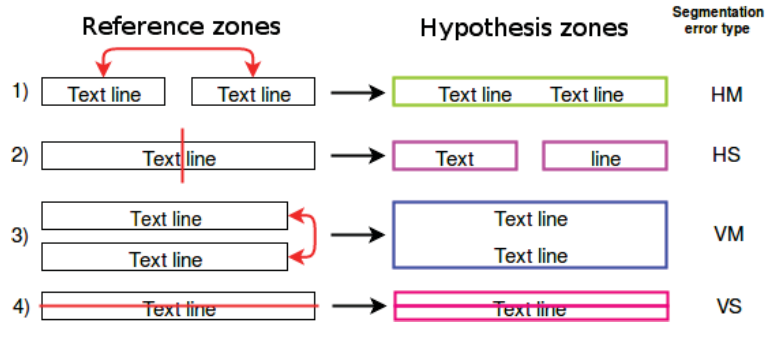 Reference zones Hypothesis zones Segmentation error type
1) Text line Text line Text line Text line HM
2) Text line Text line HS
3) Text line Text line VM
Text line Text line
4) Text line Text line VS